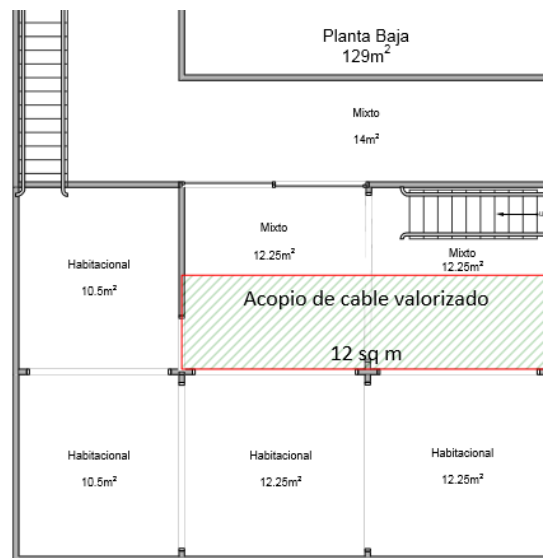 Planta Baja
129m²
Mixto
14m²
Mixto
12.25m²
Mixto
12.25m²
Habitacional
10.5m²
Acopio de cable valorizado
12 sq m
Habitacional
10.5m²
Habitacional
12.25m²
Habitacional
12.25m²